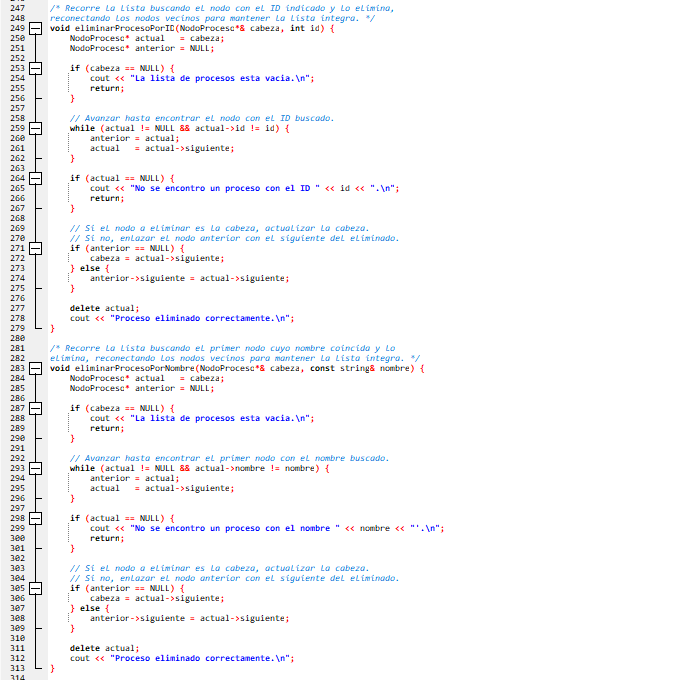 247 /* Recorre la lista buscando el nodo con el ID indicado y lo elimina,
248 reconectando los nodos vecinos para mantener la lista integra. */
249 void eliminarProcesoPorID(NodoProceso*& cabeza, int id) {
250 NodoProceso* actual   = cabeza;
251 NodoProceso* anterior = NULL;
252
253 if (cabeza == NULL) {
254 cout << "La lista de procesos esta vacia.\n";
255 return;
256 }
257
258 // Avanzar hasta encontrar el nodo con el ID buscado.
259 while (actual != NULL && actual->id != id) {
260 anterior = actual;
261 actual   = actual->siguiente;
262 }
263
264 if (actual == NULL) {
265 cout << "No se encontro un proceso con el ID " << id << ".\n";
266 return;
267 }
268
269 // Si el nodo a eliminar es la cabeza, actualizar la cabeza.
270 // Si no, enlazar el nodo anterior con el siguiente del eliminado.
271 if (anterior == NULL) {
272 cabeza = actual->siguiente;
273 } else {
274 anterior->siguiente = actual->siguiente;
275 }
276
277 delete actual;
278 cout << "Proceso eliminado correctamente.\n";
279 }
280
281 /* Recorre la lista buscando el primer nodo cuyo nombre coincida y lo
282 elimina, reconectando los nodos vecinos para mantener la lista integra. */
283 void eliminarProcesoPorNombre(NodoProceso*& cabeza, const string& nombre) {
284 NodoProceso* actual   = cabeza;
285 NodoProceso* anterior = NULL;
286
287 if (cabeza == NULL) {
288 cout << "La lista de procesos esta vacia.\n";
289 return;
290 }
291
292 // Avanzar hasta encontrar el primer nodo con el nombre buscado.
293 while (actual != NULL && actual->nombre != nombre) {
294 anterior = actual;
295 actual   = actual->siguiente;
296 }
297
298 if (actual == NULL) {
299 cout << "No se encontro un proceso con el nombre " << nombre << "'.\n";
300 return;
301 }
302
303 // Si el nodo a eliminar es la cabeza, actualizar la cabeza.
304 // Si no, enlazar el nodo anterior con el siguiente del eliminado.
305 if (anterior == NULL) {
306 cabeza = actual->siguiente;
307 } else {
308 anterior->siguiente = actual->siguiente;
309 }
310
311 delete actual;
312 cout << "Proceso eliminado correctamente.\n";
313 }
314